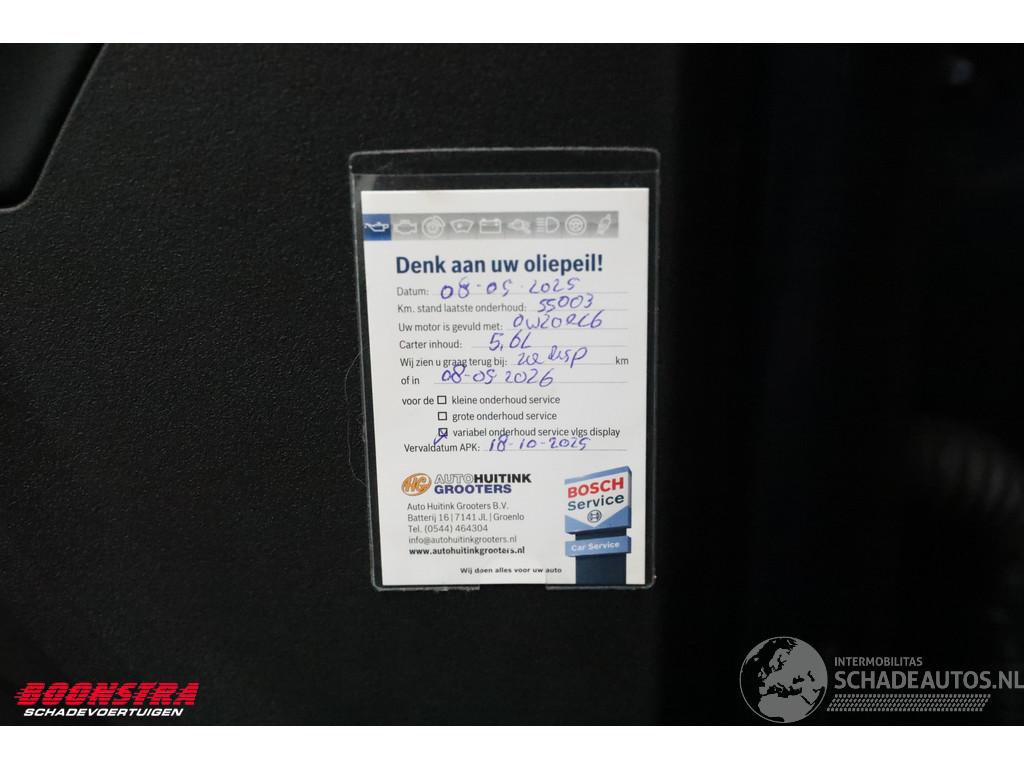 Denk aan uw oliepeil!
Datum: 08-05-2025
Km. stand laatste onderhoud: 55003
Uw motor is gevuld met: 0W20RC6
Carter inhoud: 5,6L
Wij zien u graag terug bij: zie disp km
of in 08-05 2026
voor de kleine onderhoud service
grote onderhoud service
variabel onderhoud service vlgs display
Vervaldatum APK: 18-10-2025
HG AUTOHUITINK
GROOTERS
Auto Huitink Grooters B.V.
Batterij 16 | 7141 JL | Groenlo
Tel. (0544) 464304
info@autohuitinkgrooters.nl
www.autohuitinkgrooters.nl
BOSCH
Service
Car Service
Wij doen alles voor uw auto
BOONSTRA
SCHADEVOERTUIGEN
INTERMOBILITAS
SCHADEAUTOS.NL